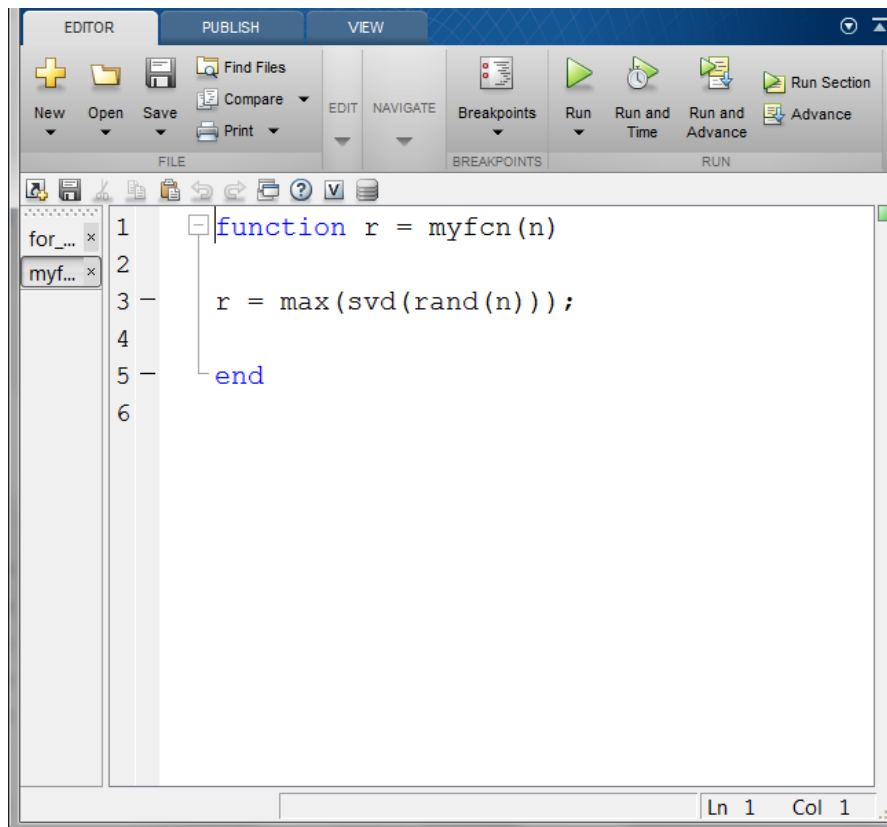 EDITOR PUBLISH VIEW
New Open Save Find Files Compare Print EDIT NAVIGATE Breakpoints Run Run and Time Run and Advance Run Section Advance
FILE BREAKPOINTS RUN
for_... ×
myf... ×
1 function r = myfcn(n)
2
3 – r = max(svd(rand(n)));
4
5 – end
6
Ln 1 Col 1